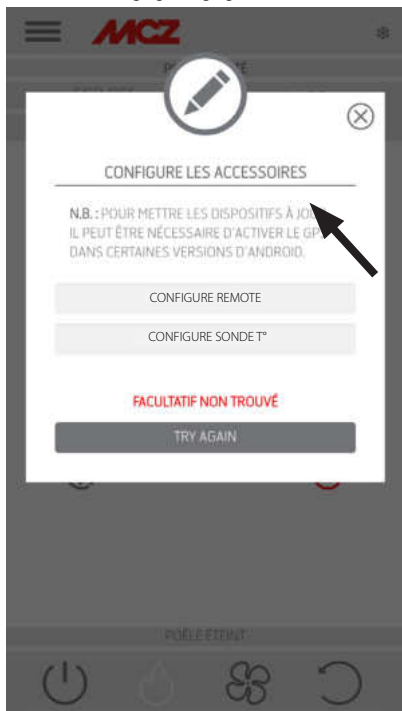 MCZ
CONFIGURE LES ACCESSOIRES
N.B. : POUR METTRE LES DISPOSITIFS À JOUR
IL PEUT ÊTRE NÉCESSAIRE D'ACTIVER LE GPS
DANS CERTAINES VERSIONS D'ANDROID.
CONFIGURE REMOTE
CONFIGURE SONDE T°
FACULTATIF NON TROUVÉ
TRY AGAIN
POÊLE ÉTEINT